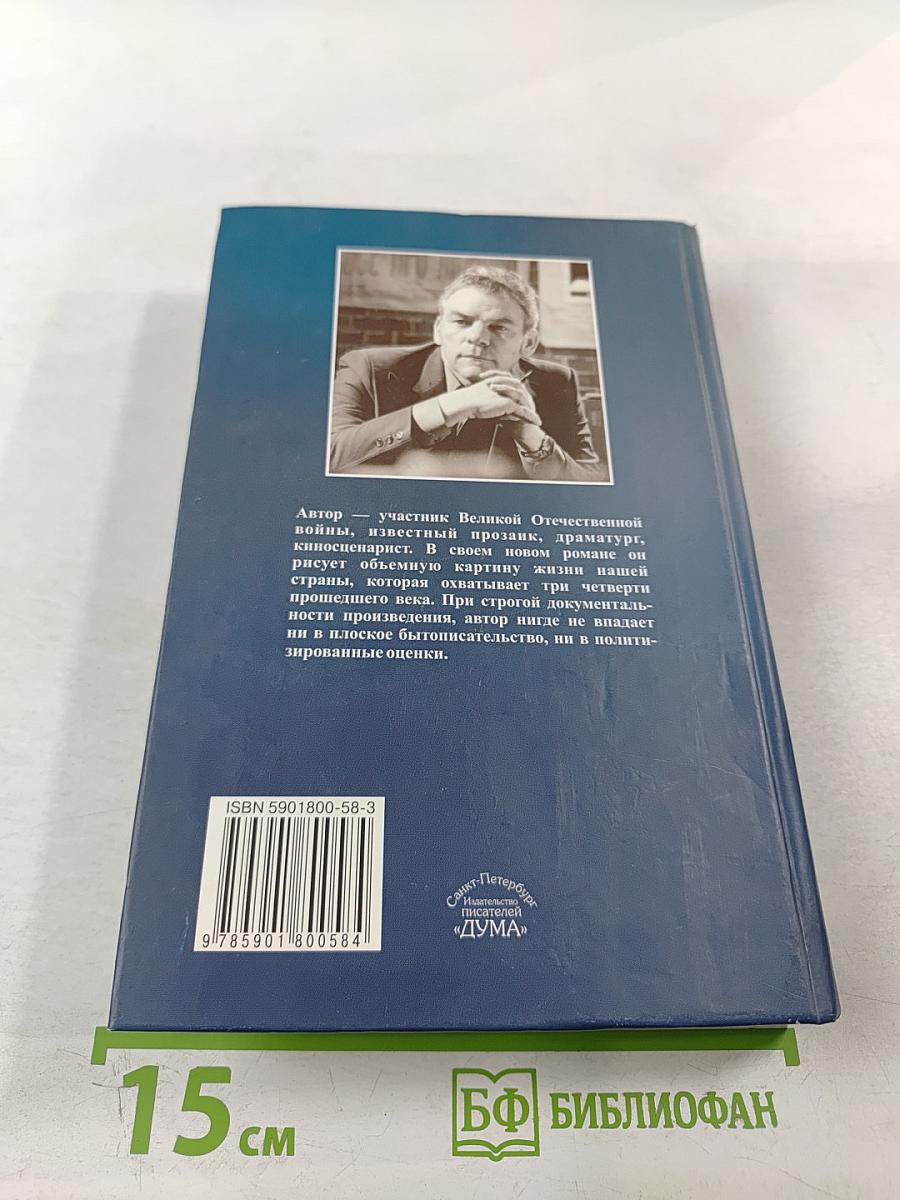 Автор — участник Великой Отечественной
войны, известный прозаик, драматург,
киносценарист. В своем новом романе он
рисует объемную картину жизни нашей
страны, которая охватывает три четверти
прошедшего века. При строгой документаль-
ности произведения, автор нигде не впадает
ни в плоское бытописательство, ни в полити-
зированные оценки.
ISBN 5901800-58-3
9 785901 800584
Санкт-Петербург
Издательство
писателей
«ДУМА»
15 см
БФ БИБЛИОФАН